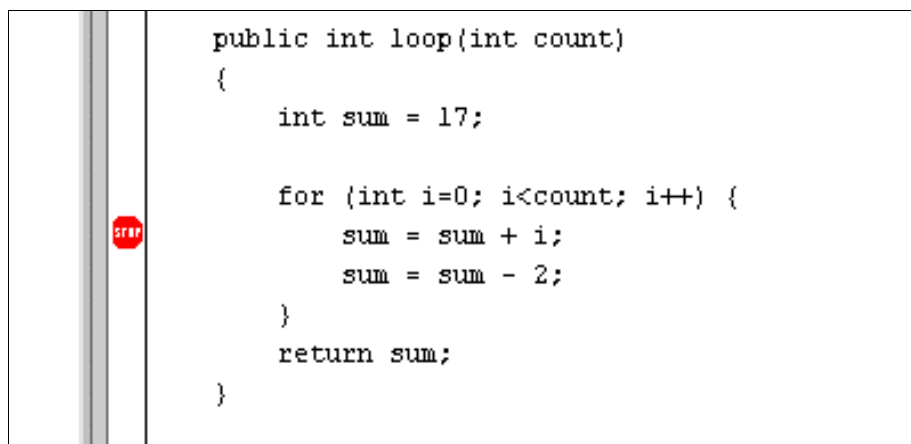 public int loop(int count)
{
int sum = 17;
for (int i=0; i<count; i++) {
STOP sum = sum + i;
sum = sum - 2;
}
return sum;
}